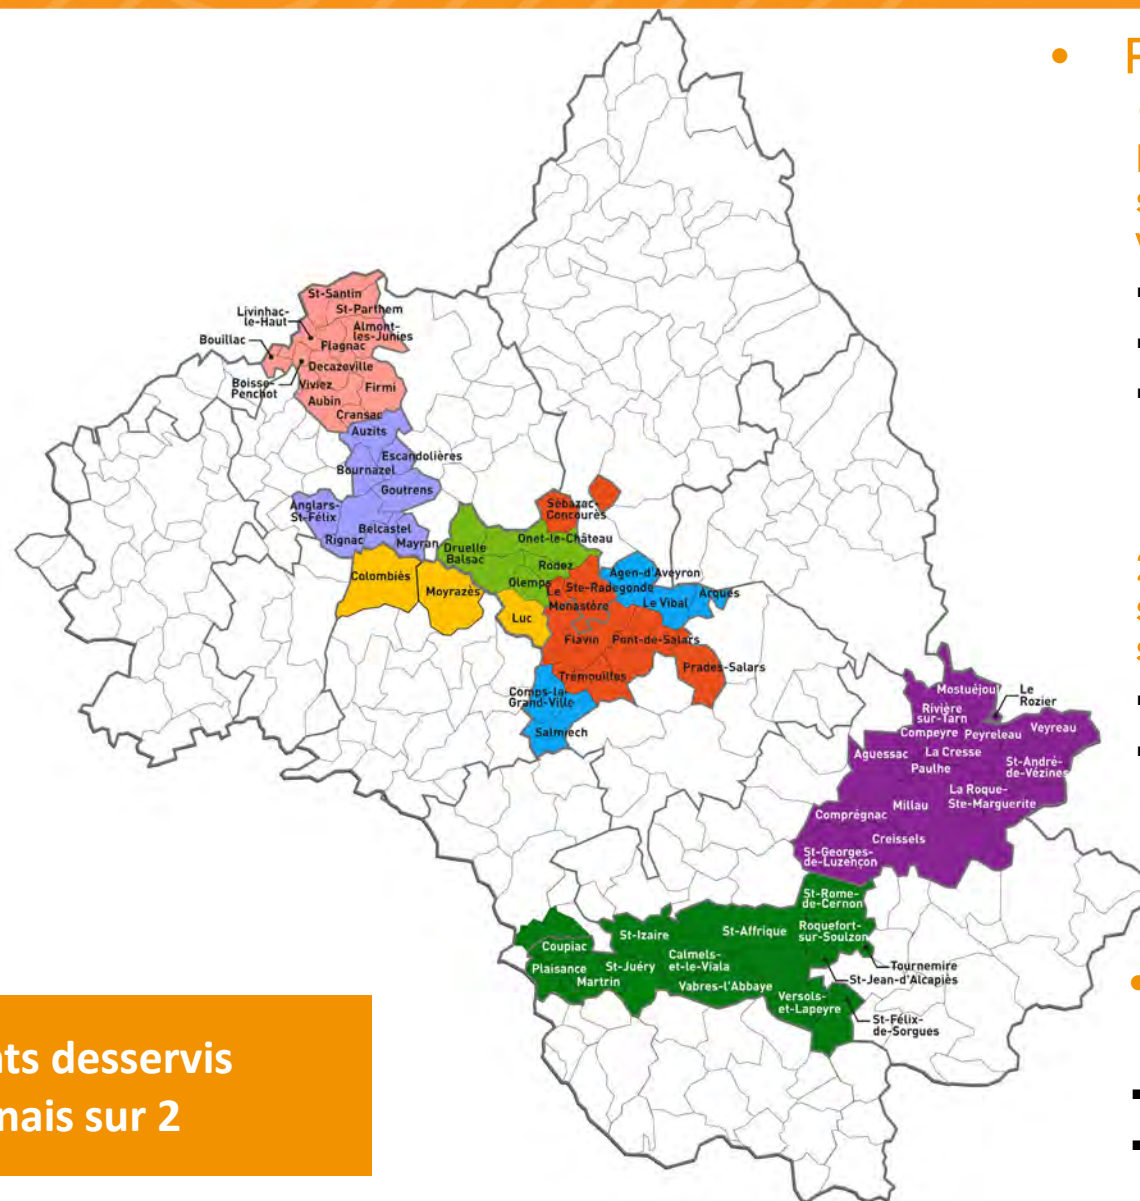 St-Santin
St-Parthem
Livinhac-
le-Haut
Almont-
les-Junies
Bouillac
Flagnac
Decazeville
Boisse-
Penchot
Viviez
Firmi
Aubin
Cransac
Auzits
Escandolières
Bournazel
Goutrens
Anglars-
St-Félix
Belcastel
Rignac
Mayran
Sébazac-
Concourès
Onet-le-Château
Druelle
Balsac
Rodez
Agen-d'Aveyron
Colombiès
Moyrazès
Olemps
Le
Monastère
Ste-Radegonde
Le Vibal
Arques
Luc
Flavin
Pont-de-Salars
Prades-Salars
Trémouilles
Comps-la-
Grand-Ville
Salmiech
Mostuéjoul
Le
Rozier
Rivière
sur-Tarn
Compeyre
Peyreleau
Veyreau
Aguessac
La Cresse
Paulhe
St-André-
de-Vézines
La Roque-
Ste-Marguerite
Millau
Comprégnac
Creissels
St-Georges-
de-Luzençon
St-Rome-
de-Cernon
St-Izaire
St-Affrique
Roquefort-
sur-Soulzon
Coupiac
Calmels-
et-le-Viala
Tournemire
Plaisance
St-Juéry
St-Jean-d'Alcapiès
Martrin
Vabres-l'Abbaye
Versols-
et-Lapeyre
St-Félix-
de-Sorgues
ts desservis
nais sur 2